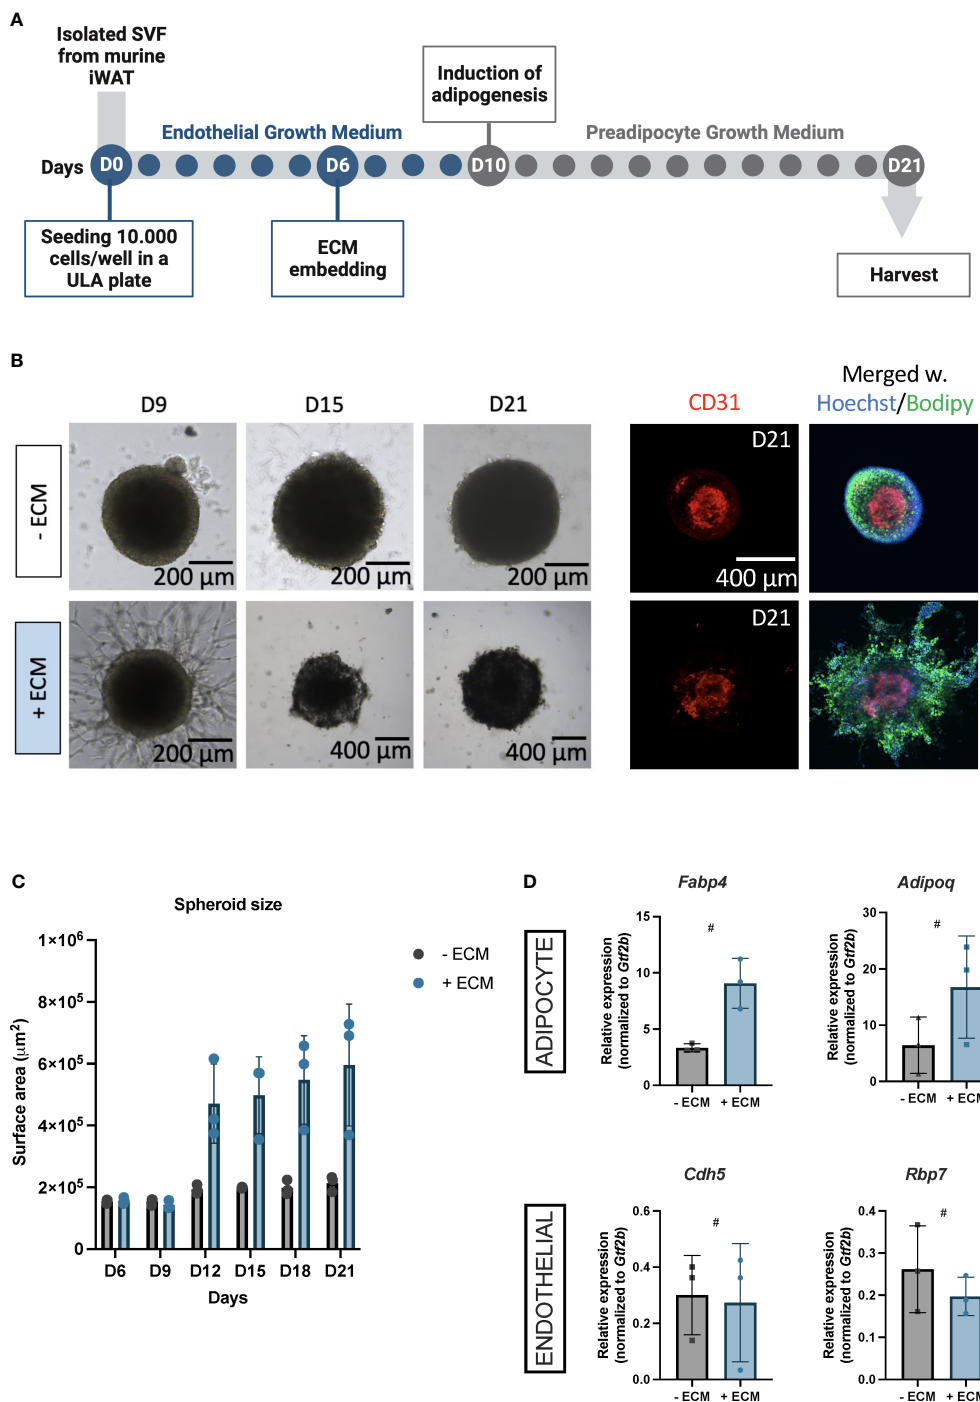 A
Isolated SVF
from murine
iWAT
Induction of
adipogenesis
Endothelial Growth Medium
Preadipocyte Growth Medium
Days
D0
D6
D10
D21
Seeding 10.000
cells/well in a
ULA plate
ECM
embedding
Harvest
B
D9
D15
D21
CD31
Merged w.
Hoechst/Bodipy
- ECM
200 µm
200 µm
200 µm
D21
400 µm
+ ECM
200 µm
400 µm
400 µm
D21
C
Spheroid size
Surface area (µm²)
1×10⁶
8×10⁵
6×10⁵
4×10⁵
2×10⁵
0
D6
D9
D12
D15
D18
D21
Days
- ECM
+ ECM
D
ADIPOCYTE
Fabp4
Relative expression
(normalized to Gtf2b)
15
10
5
0
#
- ECM
+ ECM
Adipoq
Relative expression
(normalized to Gtf2b)
30
20
10
0
#
- ECM
+ ECM
ENDOTHELIAL
Cdh5
Relative expression
(normalized to Gtf2b)
0.6
0.4
0.2
0.0
#
- ECM
+ ECM
Rbp7
Relative expression
(normalized to Gtf2b)
0.4
0.3
0.2
0.1
0.0
#
- ECM
+ ECM